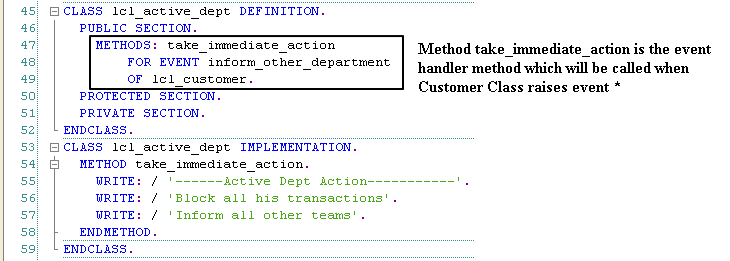 45 CLASS lcl_active_dept DEFINITION.
46 PUBLIC SECTION.
47 METHODS: take_immediate_action
48 FOR EVENT inform_other_department
49 OF lcl_customer.
50 PROTECTED SECTION.
51 PRIVATE SECTION.
52 ENDCLASS.
53 CLASS lcl_active_dept IMPLEMENTATION.
54 METHOD take_immediate_action.
55 WRITE: / '------Active Dept Action-----------'.
56 WRITE: / 'Block all his transactions'.
57 WRITE: / 'Inform all other teams'.
58 ENDMETHOD.
59 ENDCLASS.
Method take_immediate_action is the event
handler method which will be called when
Customer Class raises event *